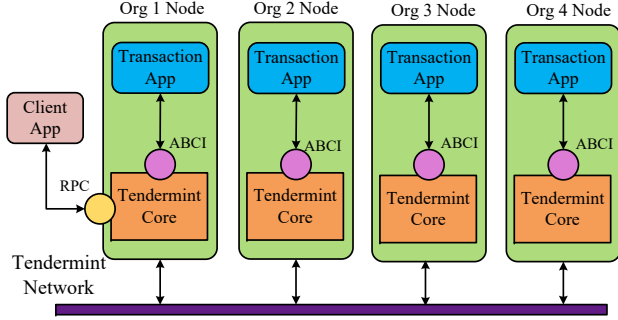 Org 1 Node
Org 2 Node
Org 3 Node
Org 4 Node
Transaction
App
Transaction
App
Transaction
App
Transaction
App
Client
App
ABCI
ABCI
ABCI
ABCI
RPC
Tendermint
Core
Tendermint
Core
Tendermint
Core
Tendermint
Core
Tendermint
Network